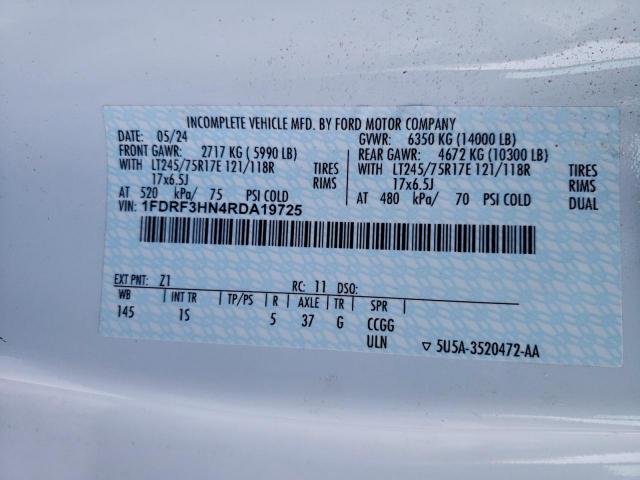 INCOMPLETE VEHICLE MFD. BY FORD MOTOR COMPANY
DATE: 05/24 GVWR: 6350 KG (14000 LB)
FRONT GAWR: 2717 KG ( 5990 LB) REAR GAWR: 4672 KG (10300 LB)
WITH LT245/75R17E 121/118R TIRES WITH LT245/75R17E 121/118R TIRES
17x6.5J RIMS 17x6.5J RIMS
AT 520 kPa/ 75 PSI COLD AT 480 kPa/ 70 PSI COLD DUAL
VIN: 1FDRF3HN4RDA19725
EXT PNT: Z1 RC: 11 DSO:
WB INT TR TP/PS R AXLE TR SPR
145 1S 5 37 G CCGG
ULN ▽ 5U5A-3520472-AA